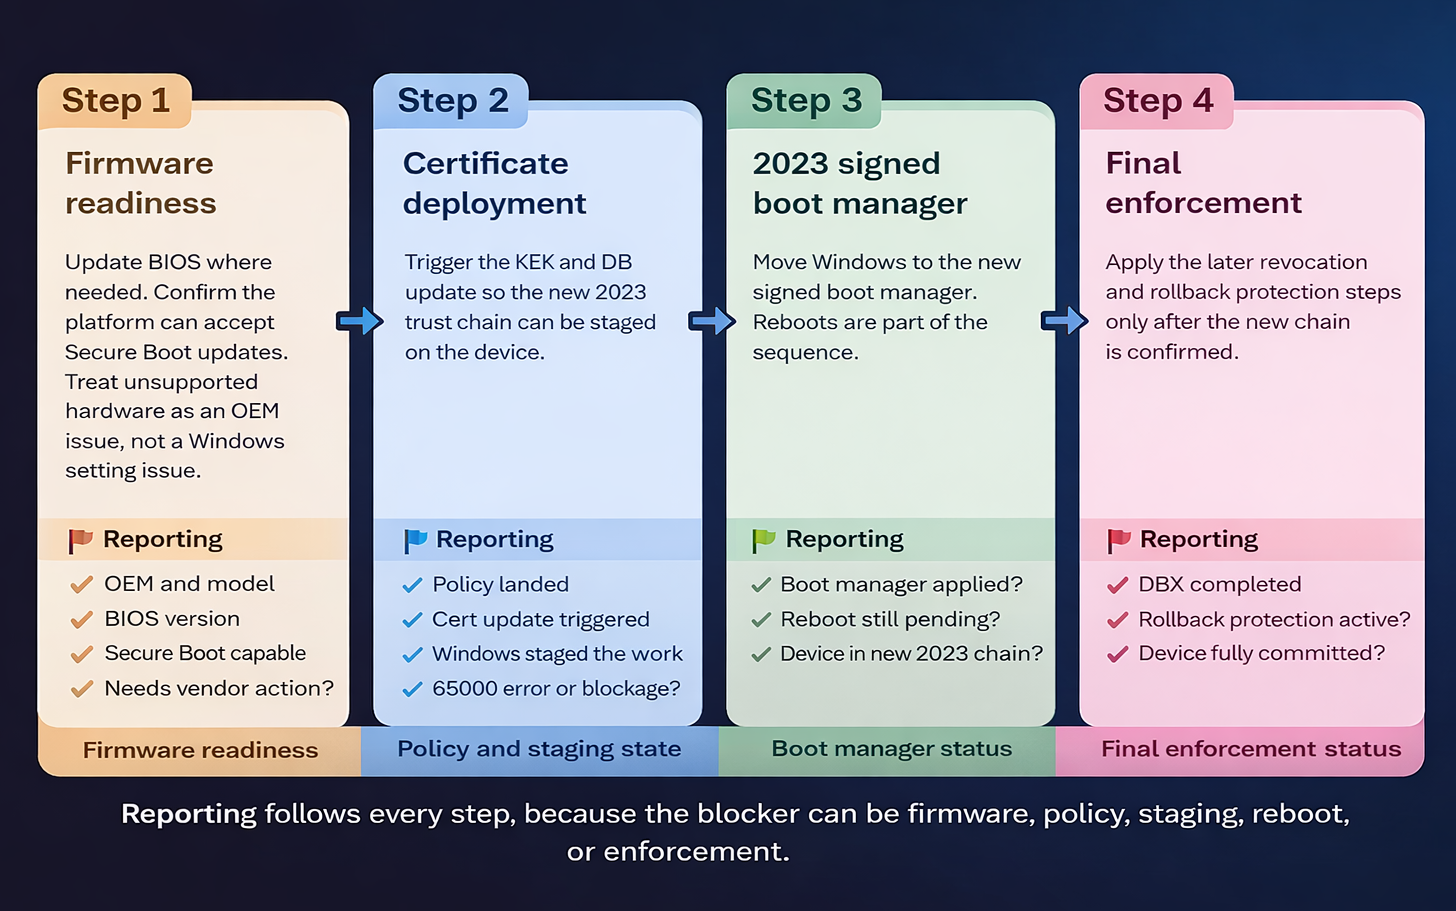 Step 1
Firmware
readiness
Update BIOS where
needed. Confirm the
platform can accept
Secure Boot updates.
Treat unsupported
hardware as an OEM
issue, not a Windows
setting issue.
Reporting
OEM and model
BIOS version
Secure Boot capable
Needs vendor action?
Firmware readiness
Step 2
Certificate
deployment
Trigger the KEK and DB
update so the new 2023
trust chain can be staged
on the device.
Reporting
Policy landed
Cert update triggered
Windows staged the work
65000 error or blockage?
Policy and staging state
Step 3
2023 signed
boot manager
Move Windows to the new
signed boot manager.
Reboots are part of the
sequence.
Reporting
Boot manager applied?
Reboot still pending?
Device in new 2023 chain?
Boot manager status
Step 4
Final
enforcement
Apply the later revocation
and rollback protection steps
only after the new chain
is confirmed.
Reporting
DBX completed
Rollback protection active?
Device fully committed?
Final enforcement status
Reporting follows every step, because the blocker can be firmware, policy, staging, reboot,
or enforcement.